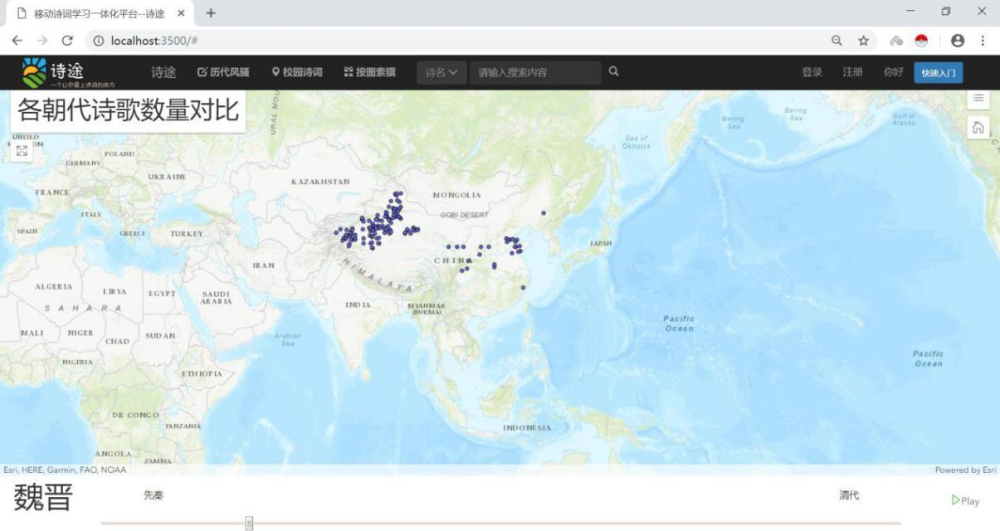 移动诗词学习一体化平台--诗途
localhost:3500/#
诗途
一个让你爱上诗词的地方
诗途 历代风骚 校园诗词 按图索骥 诗名 请输入搜索内容 登录 注册 你好 快速入门
各朝代诗歌数量对比
URAL MOU
Bering Sea
Bering Sea
Gulf of Alaska
Sea of Okhotsk
UNITED
POLAND
GERMANY
UKRAINE
KAZAKHSTAN
MONGOLIA
FRANCE
ITALY
GOBI DESERT
SPAIN
GREECE
TURKEY
JAPAN
IRAN
CHINA
HIMALAYA
ALGERIA
LIBYA
EGYPT
SAUDI ARABIA
INDIA
MYANMAR (BURMA)
SAHARA
Pacific Ocean
MALI
NIGER
CHAD
SUDAN
Arabian Sea
Pacific Ocean
NIGERIA
ETHIOPIA
DR CONGO
TANZANIA
INDONESIA
ANGOLA
ZAMBIA
Esri, HERE, Garmin, FAO, NOAA
Powered by Esri
魏晋
先秦
清代
Play